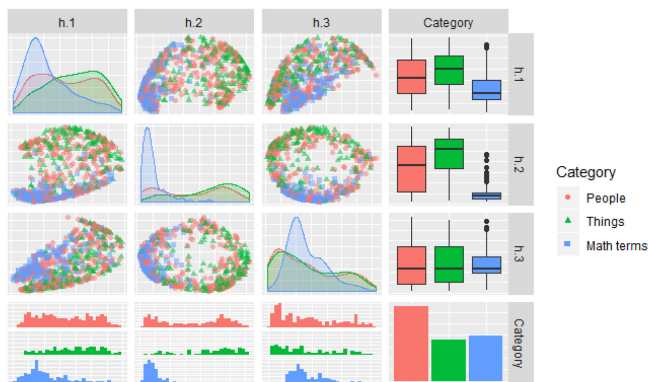 h.1 h.2 h.3 Category
h.1
h.2
h.3
Category
Category
People
Things
Math terms